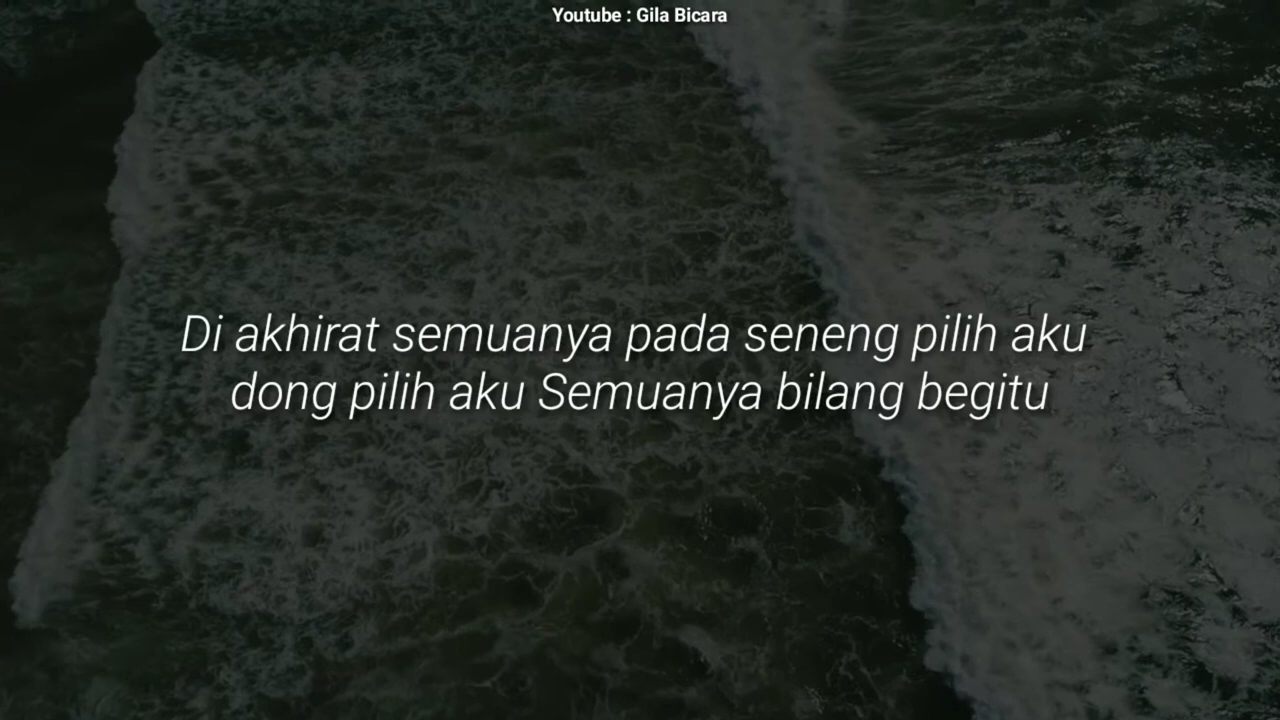 Youtube : Gila Bicara
Di akhirat semuanya pada seneng pilih aku
dong pilih aku Semuanya bilang begitu